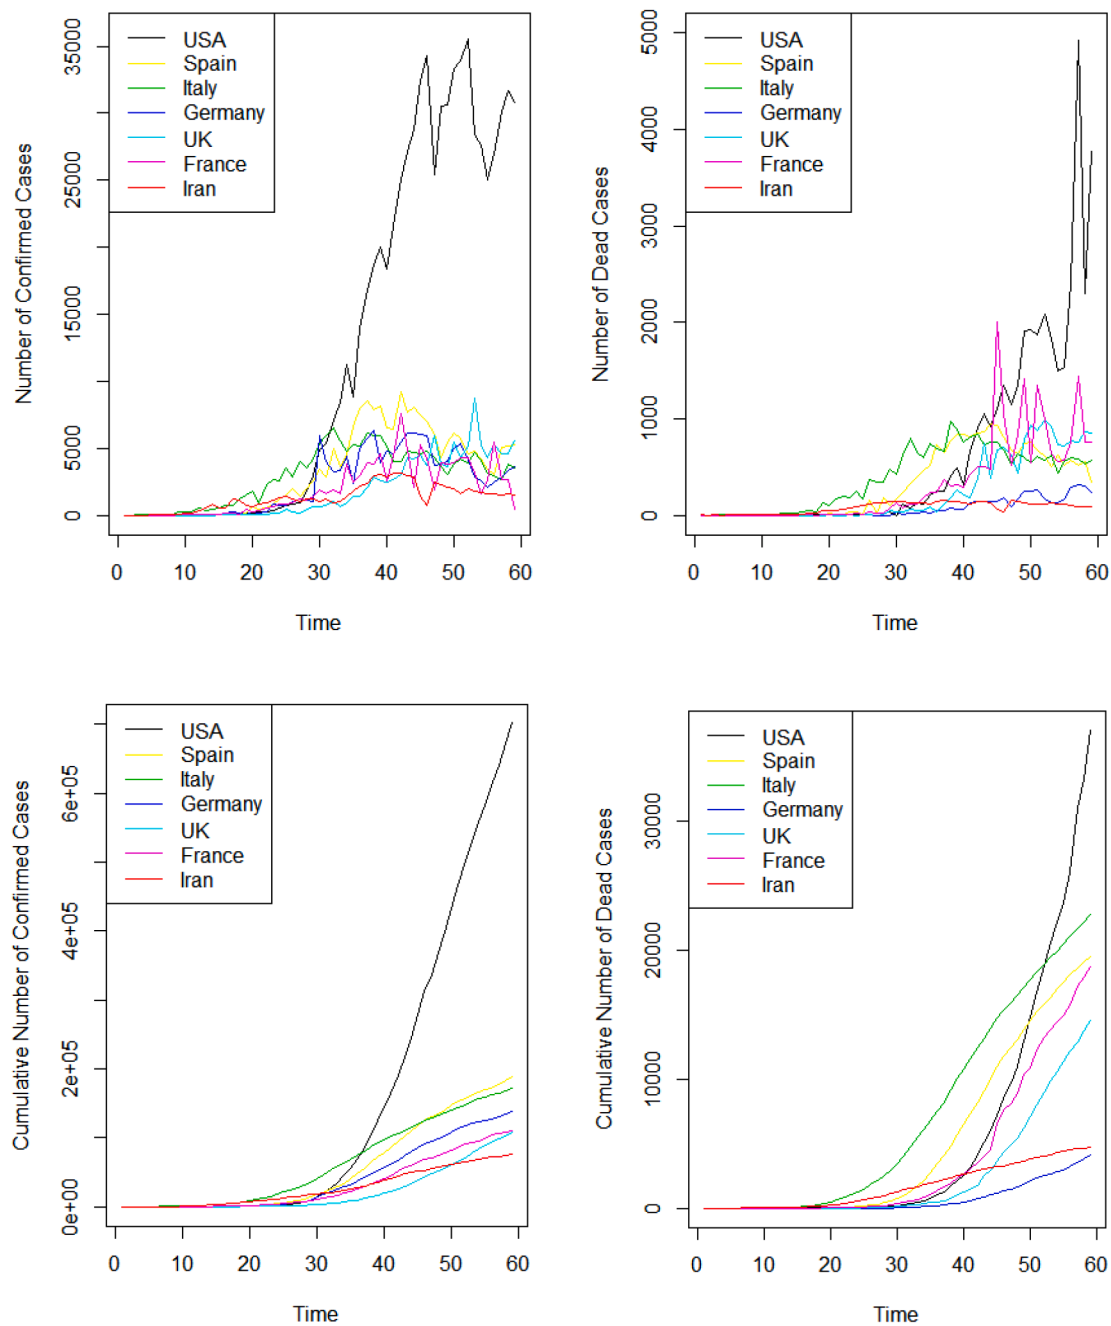 USA
Spain
Italy
Germany
UK
France
Iran
Number of Confirmed Cases
35000
25000
15000
5000
0
0 10 20 30 40 50 60
Time
USA
Spain
Italy
Germany
UK
France
Iran
Number of Dead Cases
5000
4000
3000
2000
1000
0
0 10 20 30 40 50 60
Time
USA
Spain
Italy
Germany
UK
France
Iran
Cumulative Number of Confirmed Cases
6e+05
4e+05
2e+05
0e+00
0 10 20 30 40 50 60
Time
USA
Spain
Italy
Germany
UK
France
Iran
Cumulative Number of Dead Cases
30000
20000
10000
0
0 10 20 30 40 50 60
Time